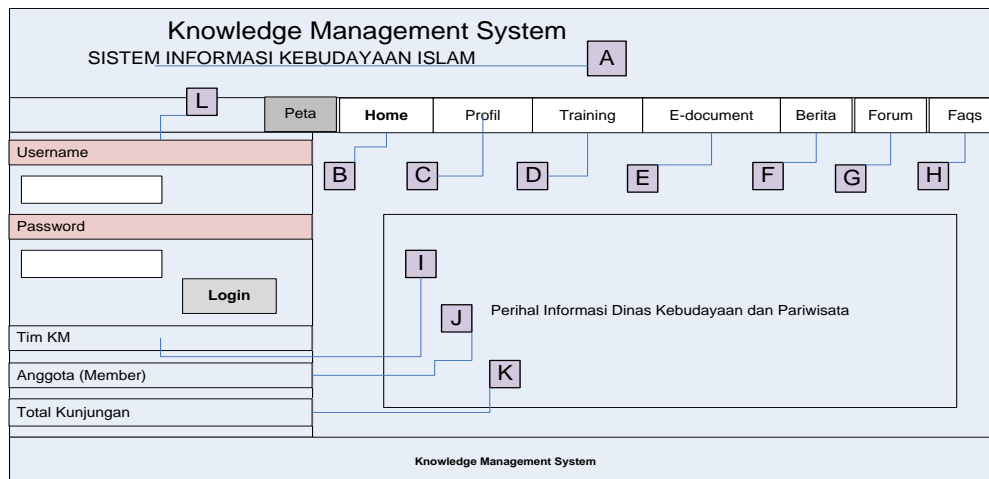 Knowledge Management System
SISTEM INFORMASI KEBUDAYAAN ISLAM
A
L
Peta Home Profil Training E-document Berita Forum Faqs
Username
B C D E F G H
Password
I
Login
J Perihal Informasi Dinas Kebudayaan dan Pariwisata
Tim KM
Anggota (Member)
K
Total Kunjungan
Knowledge Management System